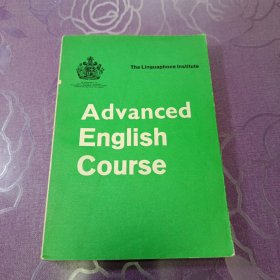 The Linguaphone Institute
Advanced
English
Course